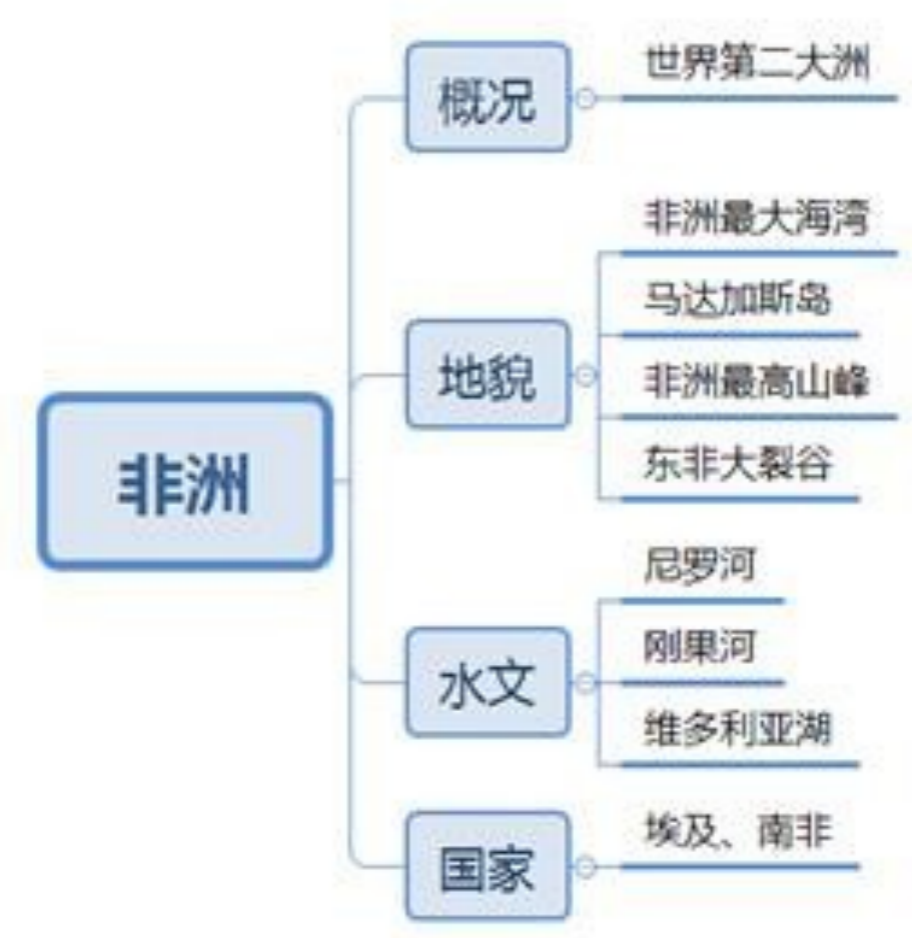 非洲
概况
世界第二大洲
地貌
非洲最大海湾
马达加斯岛
非洲最高山峰
东非大裂谷
水文
尼罗河
刚果河
维多利亚湖
国家
埃及、南非